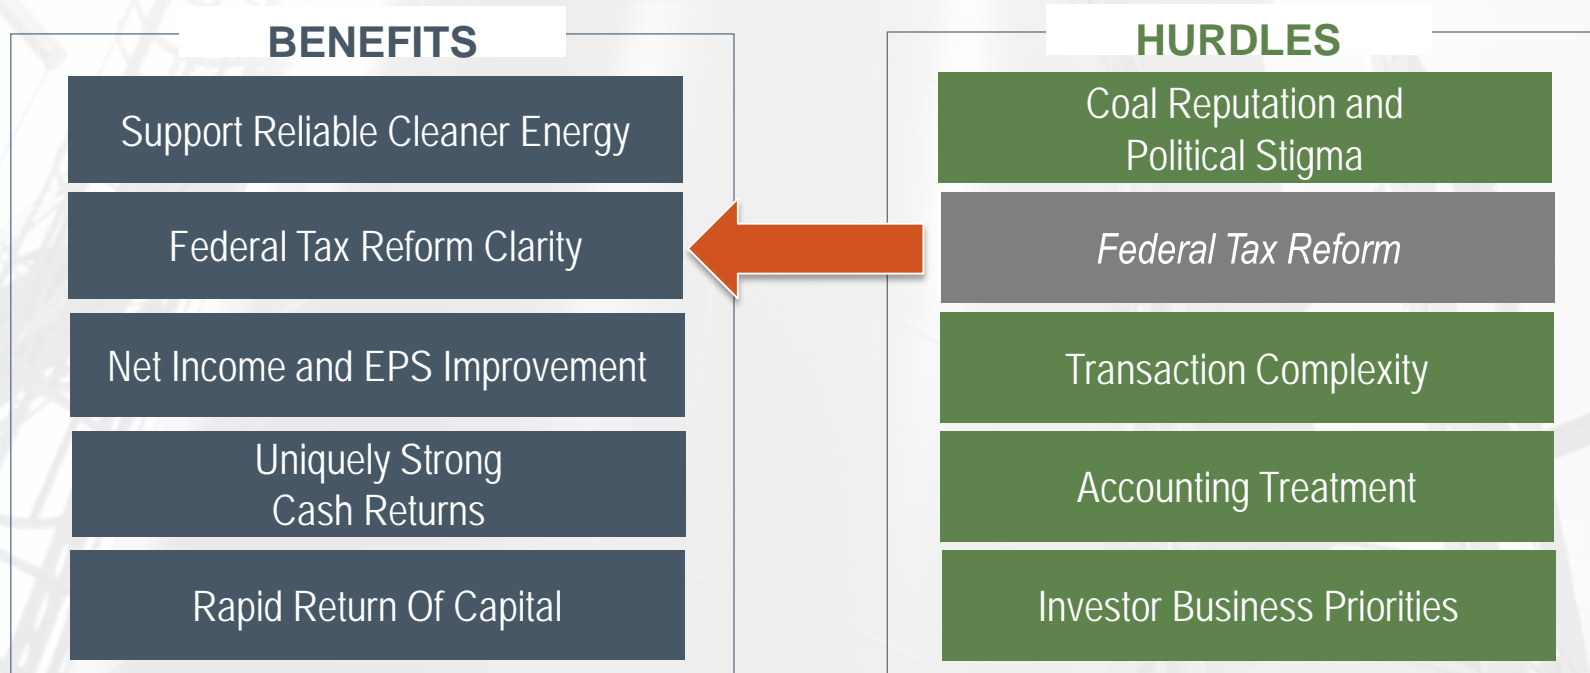 BENEFITS
Support Reliable Cleaner Energy
Federal Tax Reform Clarity
Net Income and EPS Improvement
Uniquely Strong
Cash Returns
Rapid Return Of Capital
HURDLES
Coal Reputation and
Political Stigma
Federal Tax Reform
Transaction Complexity
Accounting Treatment
Investor Business Priorities